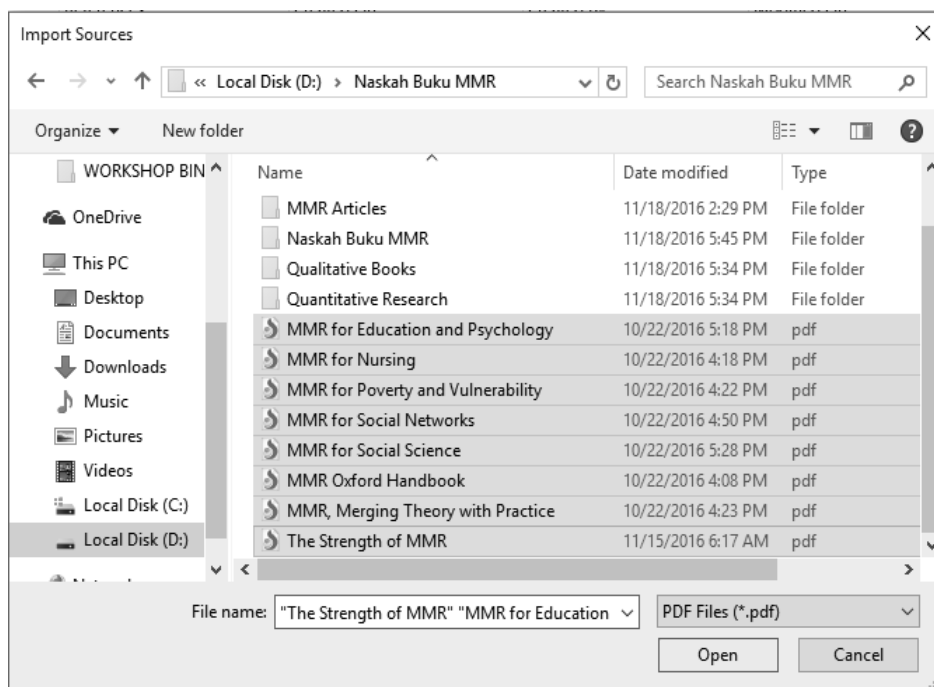 Import Sources
« Local Disk (D:) > Naskah Buku MMR
Search Naskah Buku MMR
Organize
New folder
WORKSHOP BIN
OneDrive
This PC
Desktop
Documents
Downloads
Music
Pictures
Videos
Local Disk (C:)
Local Disk (D:)
Name Date modified Type
MMR Articles 11/18/2016 2:29 PM File folder
Naskah Buku MMR 11/18/2016 5:45 PM File folder
Qualitative Books 11/18/2016 5:34 PM File folder
Quantitative Research 11/18/2016 5:34 PM File folder
MMR for Education and Psychology 10/22/2016 5:18 PM pdf
MMR for Nursing 10/22/2016 4:18 PM pdf
MMR for Poverty and Vulnerability 10/22/2016 4:22 PM pdf
MMR for Social Networks 10/22/2016 4:50 PM pdf
MMR for Social Science 10/22/2016 5:28 PM pdf
MMR Oxford Handbook 10/22/2016 4:08 PM pdf
MMR, Merging Theory with Practice 10/22/2016 4:23 PM pdf
The Strength of MMR 11/15/2016 6:17 AM pdf
File name: "The Strength of MMR" "MMR for Education
PDF Files (*.pdf)
Open
Cancel